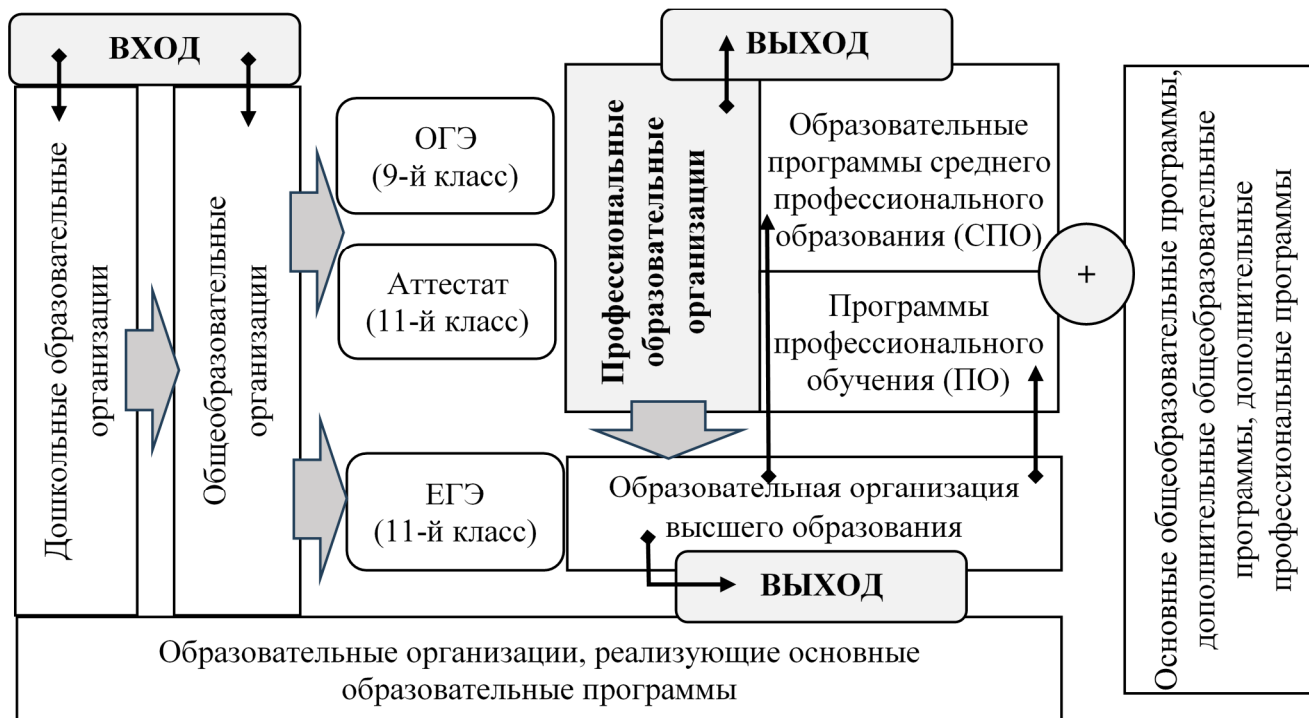 ВХОД
Дошкольные образовательные
организации
Общеобразовательные
организации
ОГЭ
(9-й класс)
Аттестат
(11-й класс)
ЕГЭ
(11-й класс)
ВЫХОД
Профессиональные
образовательные
организации
Образовательные
программы среднего
профессионального
образования (СПО)
Программы
профессионального
обучения (ПО)
Образовательная организация
высшего образования
ВЫХОД
+
Основные общеобразовательные программы,
дополнительные общеобразовательные
программы, дополнительные
профессиональные программы
Образовательные организации, реализующие основные
образовательные программы